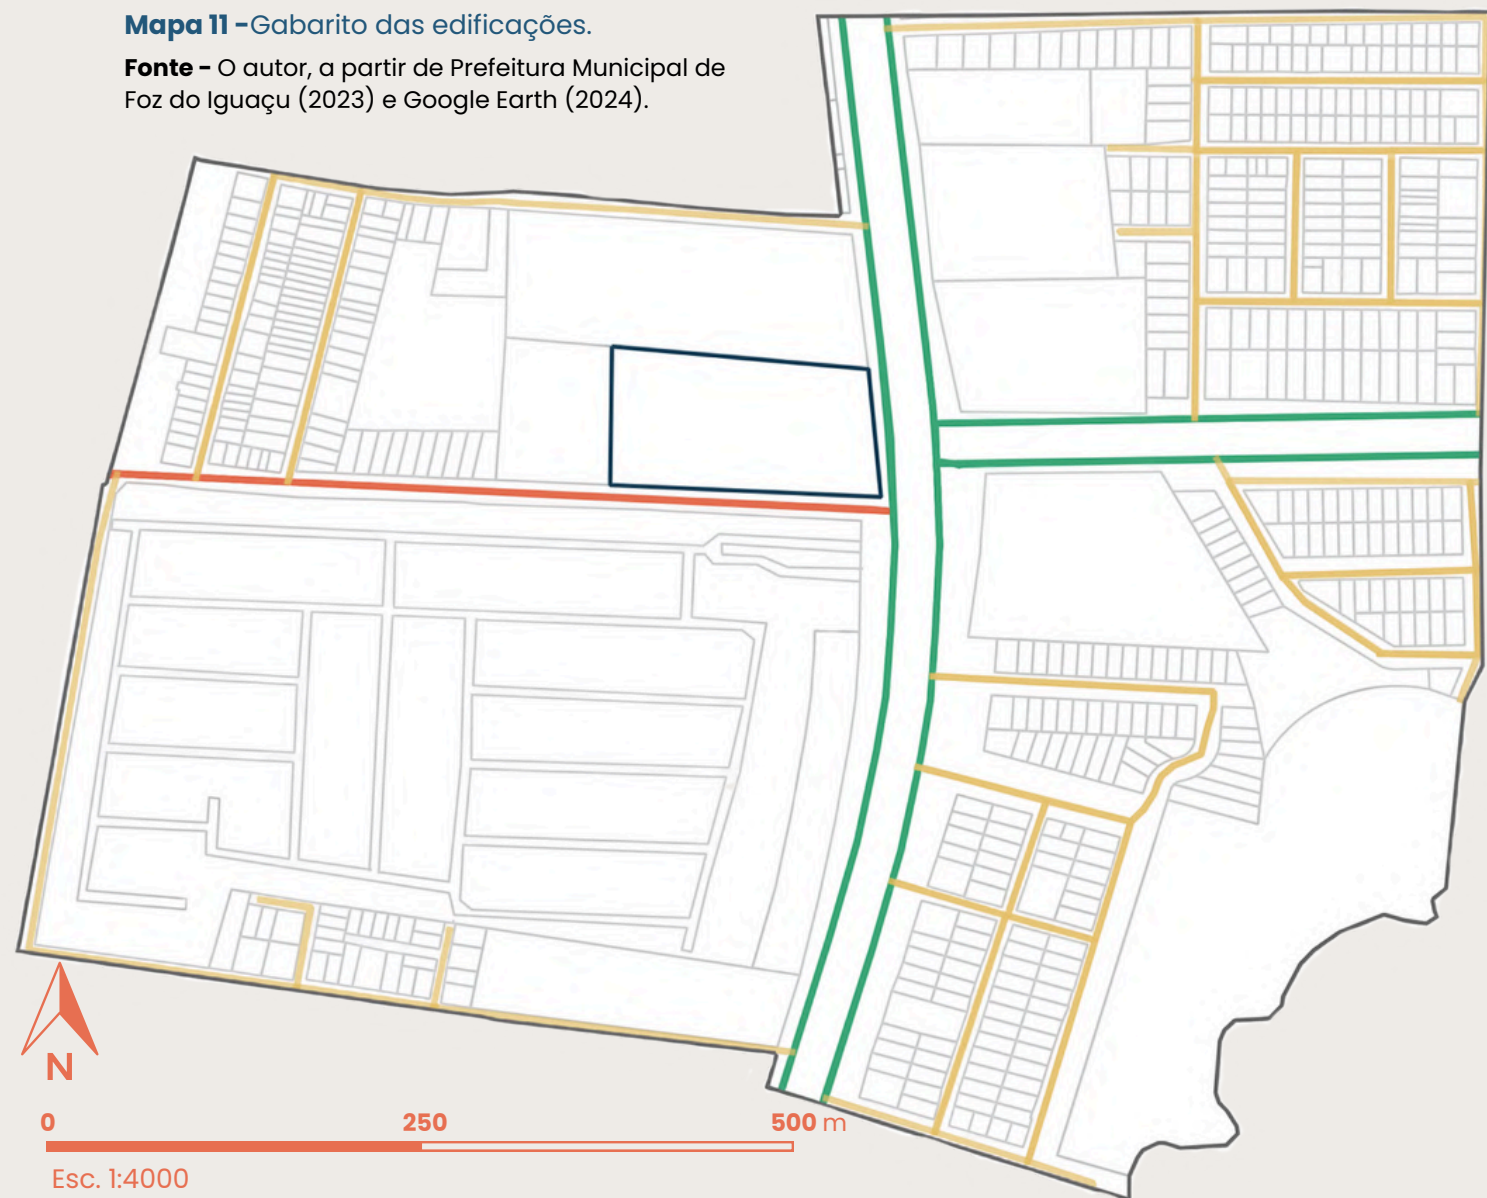 Mapa 11 –Gabarito das edificações.
Fonte – O autor, a partir de Prefeitura Municipal de
Foz do Iguaçu (2023) e Google Earth (2024).
N
0 250 500 m
Esc. 1:4000